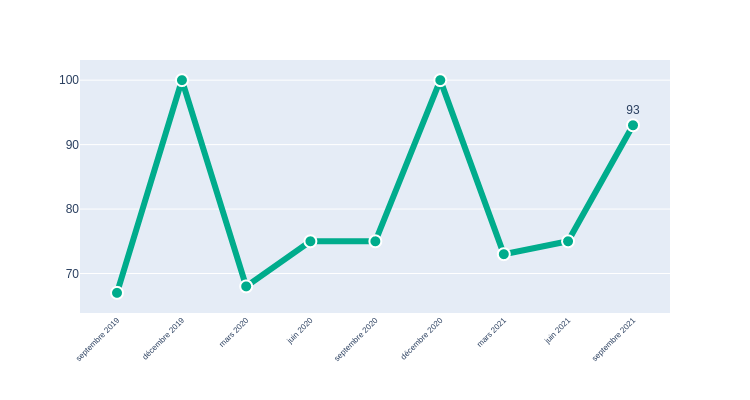 100
90
80
70
93
septembre 2019
décembre 2019
mars 2020
juin 2020
septembre 2020
décembre 2020
mars 2021
juin 2021
septembre 2021